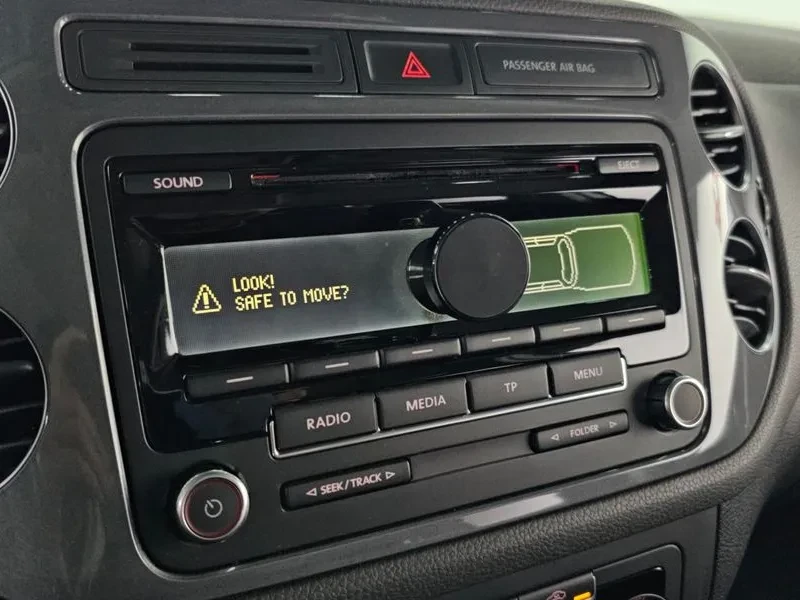 PASSENGER AIR BAG
SOUND
EJECT
LOOK!
SAFE TO MOVE?
RADIO
MEDIA
TP
MENU
SEEK/TRACK
FOLDER